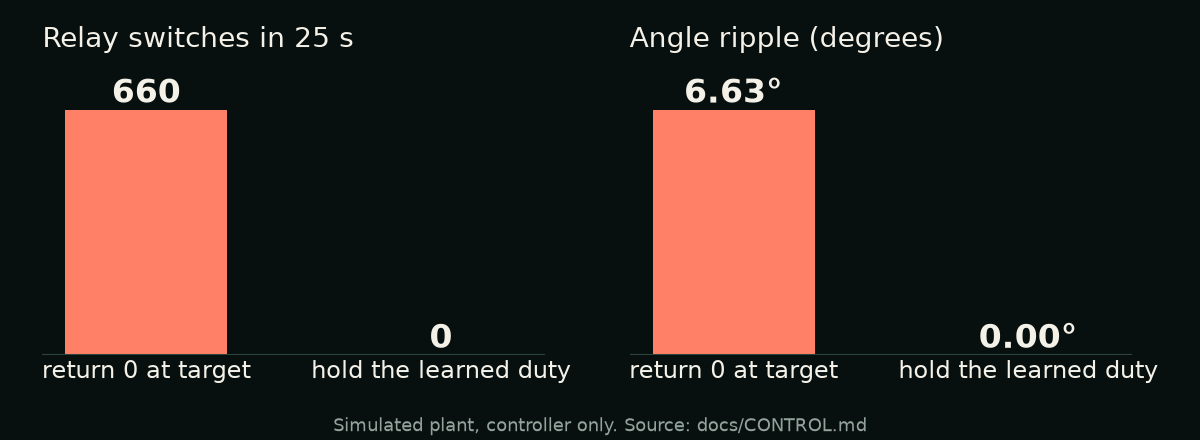 Relay switches in 25 s
660
0
return 0 at target
hold the learned duty
Angle ripple (degrees)
6.63°
0.00°
return 0 at target
hold the learned duty
Simulated plant, controller only. Source: docs/CONTROL.md